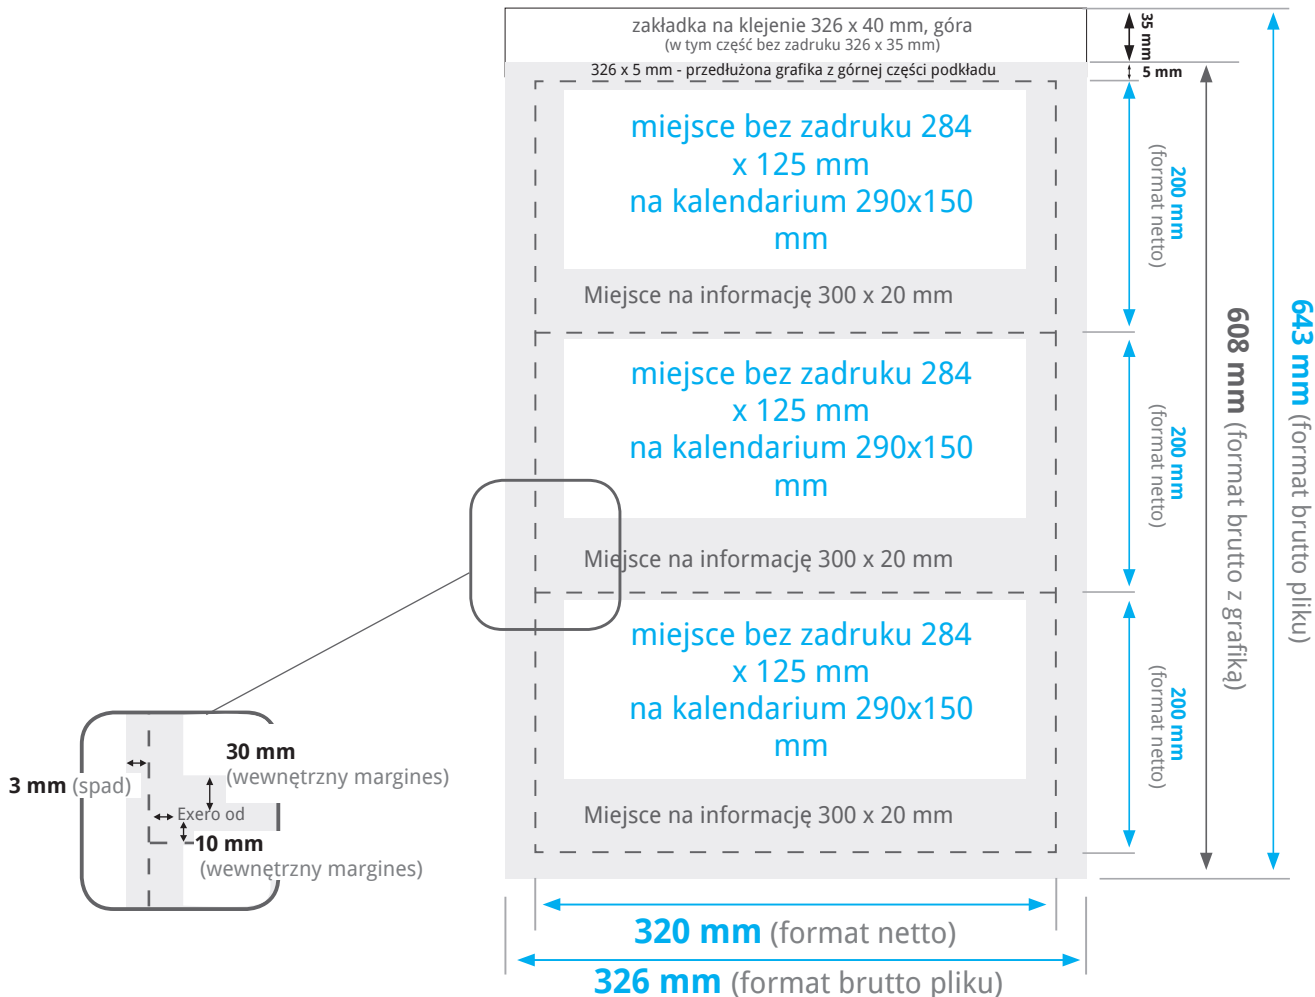 zakładka na klejenie 326 x 40 mm, góra
(w tym część bez zadruku 326 x 35 mm)
35 mm
326 x 5 mm - przedłużona grafika z górnej części podkładu
5 mm
miejsce bez zadruku 284
x 125 mm
na kalendarium 290x150
mm
200 mm
(format netto)
Miejsce na informację 300 x 20 mm
miejsce bez zadruku 284
x 125 mm
na kalendarium 290x150
mm
200 mm
(format netto)
608 mm (format brutto z grafiką)
643 mm (format brutto pliku)
Miejsce na informację 300 x 20 mm
miejsce bez zadruku 284
x 125 mm
na kalendarium 290x150
mm
200 mm
(format netto)
Miejsce na informację 300 x 20 mm
30 mm
(wewnętrzny margines)
3 mm (spad)
Exero od
10 mm
(wewnętrzny margines)
320 mm (format netto)
326 mm (format brutto pliku)